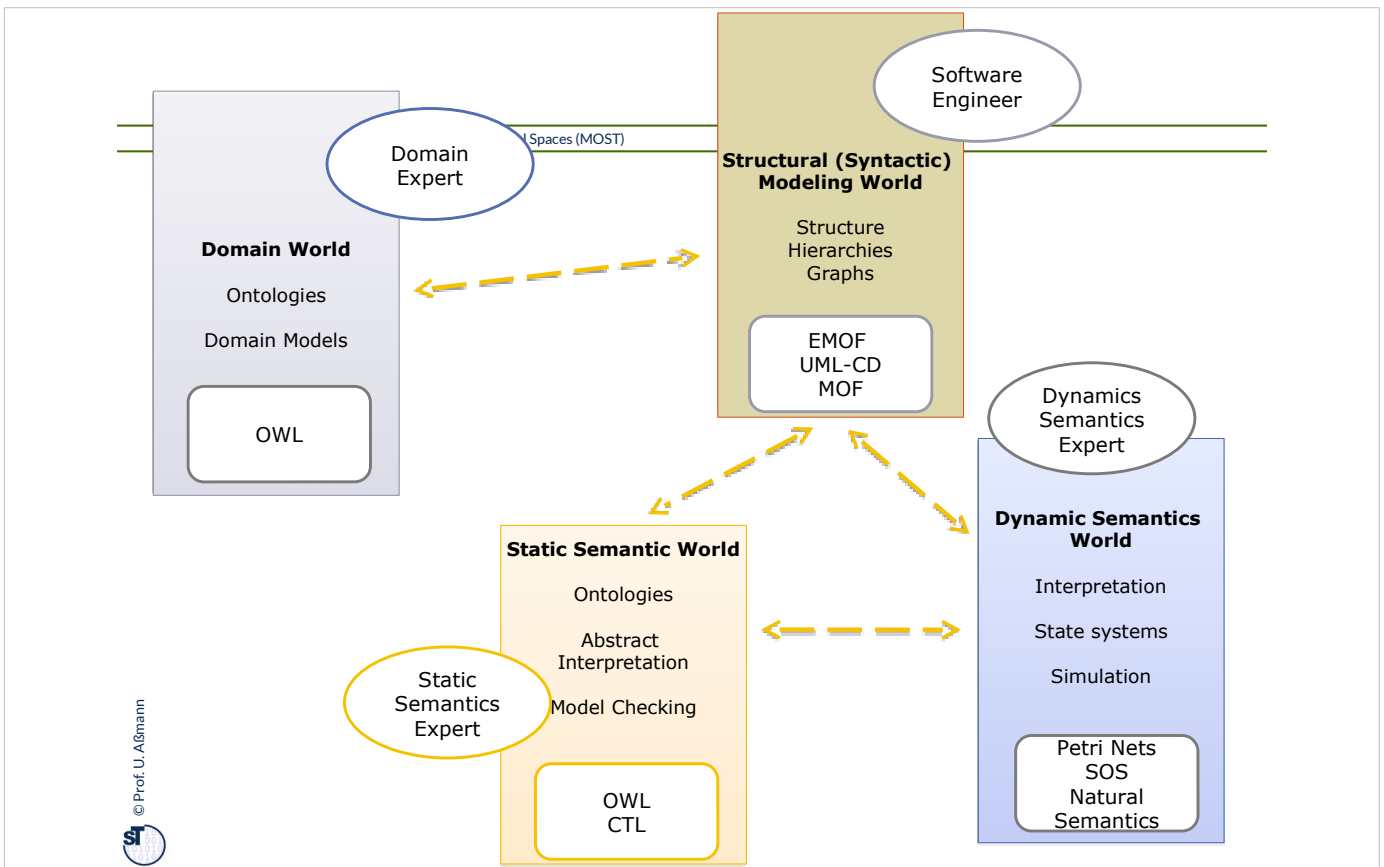 Software
Engineer
l Spaces (MOST)
Domain
Expert
Structural (Syntactic)
Modeling World
Structure
Hierarchies
Graphs
EMOF
UML-CD
MOF
Domain World
Ontologies
Domain Models
OWL
Dynamics
Semantics
Expert
Dynamic Semantics
World
Interpretation
State systems
Simulation
Petri Nets
SOS
Natural
Semantics
Static Semantic World
Ontologies
Abstract
Interpretation
Model Checking
Static
Semantics
Expert
OWL
CTL
© Prof. U. Aßmann
ST